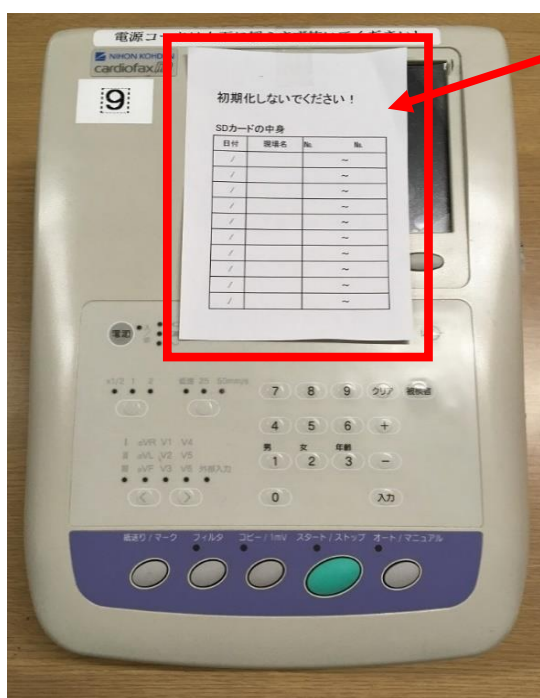 電源コー
NIHON KOHDEN
cardiofax
9
初期化しないでください!
SDカードの中身
日付 現場名 No. No.
/ ~
/ ~
/ ~
/ ~
/ ~
/ ~
/ ~
/ ~
/ ~
/ ~
電源
x1/2 1 2 25 50mm/s
7 8 9 クリア 被検者
4 5 6 +
男 女 年齢
1 2 3 -
0 入力
I aVR V1 V4
II aVL V2 V5
III aVF V3 V6 外部入力
紙送り/マーク フィルタ コピー/1mV スタート/ストップ オート/マニュアル